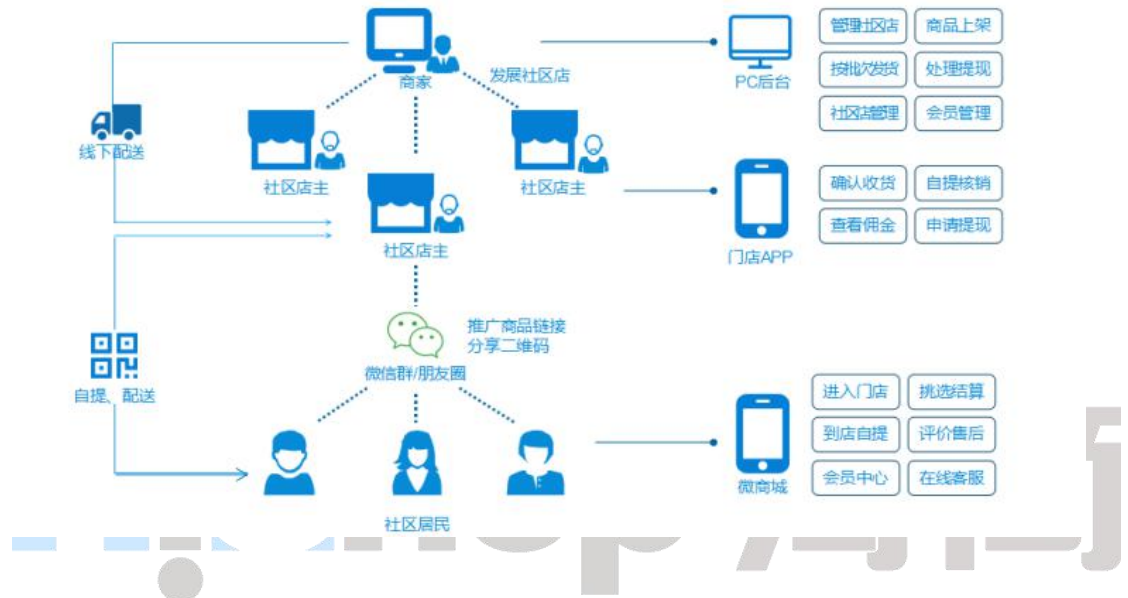 商家
发展社区店
PC后台
管理社区店
商品上架
按批次发货
处理提现
社区店管理
会员管理
线下配送
社区店主
社区店主
社区店主
门店APP
确认收货
自提核销
查看佣金
申请提现
推广商品链接
分享二维码
微信群/朋友圈
自提、配送
社区居民
微商城
进入门店
挑选结算
到店自提
评价售后
会员中心
在线客服